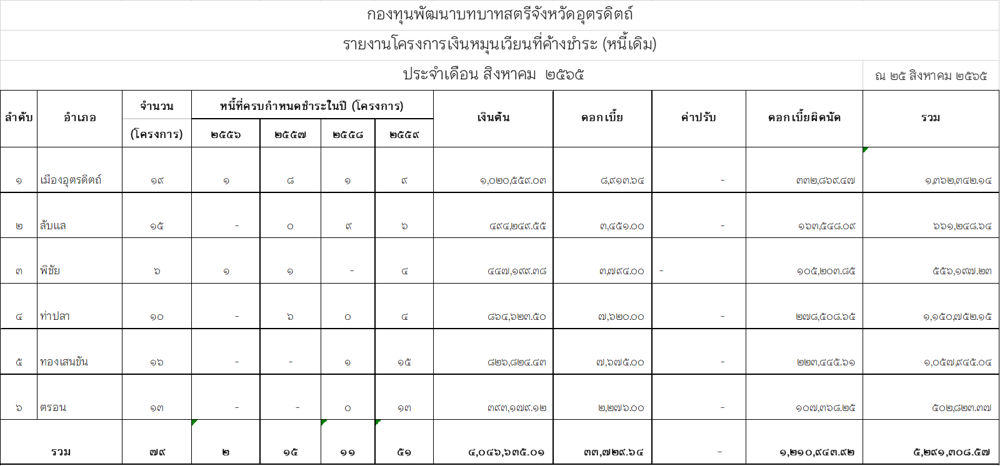 กองทุนพัฒนาบทบาทสตรีจังหวัดอุตรดิตถ์
รายงานโครงการเงินหมุนเวียนที่ค้างชำระ (หนี้เดิม)
ประจำเดือน สิงหาคม ๒๕๖๕ ณ ๒๕ สิงหาคม ๒๕๖๕
ลำดับ อำเภอ จำนวน (โครงการ) หนี้ที่ครบกำหนดชำระในปี (โครงการ) เงินต้น ดอกเบี้ย ค่าปรับ ดอกเบี้ยผิดนัด รวม
๒๕๕๖ ๒๕๕๗ ๒๕๕๘ ๒๕๕๙
๑ เมืองอุตรดิตถ์ ๑๙ ๑ ๘ ๑ ๙ ๑,๐๒๐,๕๕๙.๐๓ ๘,๙๑๓.๖๔ - ๓๓๒,๘๖๙.๔๗ ๑,๓๖๒,๓๔๒.๑๔
๒ ลับแล ๑๕ - ๐ ๙ ๖ ๔๙๔,๒๔๙.๕๕ ๓,๔๕๑.๐๐ - ๑๖๓,๕๔๘.๐๙ ๖๖๑,๒๔๘.๖๔
๓ พิชัย ๖ ๑ ๑ - ๔ ๔๔๗,๑๙๙.๓๘ ๓,๗๙๔.๐๐ - ๑๐๕,๒๐๓.๘๕ ๕๕๖,๑๙๗.๒๓
๔ ท่าปลา ๑๐ - ๖ ๐ ๔ ๘๖๔,๖๒๓.๕๐ ๗,๖๒๐.๐๐ - ๒๗๘,๕๐๘.๖๕ ๑,๑๕๐,๗๕๒.๑๕
๕ ทองแสนขัน ๑๖ - - ๑ ๑๕ ๘๒๖,๘๒๔.๔๓ ๗,๖๗๕.๐๐ - ๒๒๓,๔๔๕.๖๑ ๑,๐๕๗,๙๔๕.๐๔
๖ ตรอน ๑๓ - - ๐ ๑๓ ๓๙๓,๑๗๙.๑๒ ๒,๒๗๖.๐๐ - ๑๐๗,๓๖๘.๒๕ ๕๐๒,๘๒๓.๓๗
รวม ๗๙ ๒ ๑๕ ๑๑ ๕๑ ๔,๐๔๖,๖๓๕.๐๑ ๓๓,๗๒๙.๖๔ - ๑,๒๑๐,๙๔๓.๙๒ ๕,๒๙๑,๓๐๘.๕๗